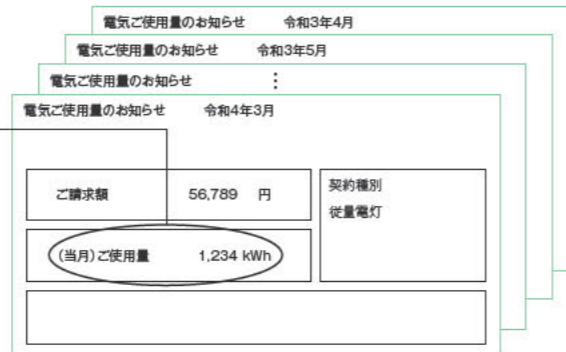 電気ご使用量のお知らせ 令和3年4月
電気ご使用量のお知らせ 令和3年5月
電気ご使用量のお知らせ ⋮
電気ご使用量のお知らせ 令和4年3月
ご請求額 56,789 円
契約種別
従量電灯
(当月)ご使用量 1,234 kWh